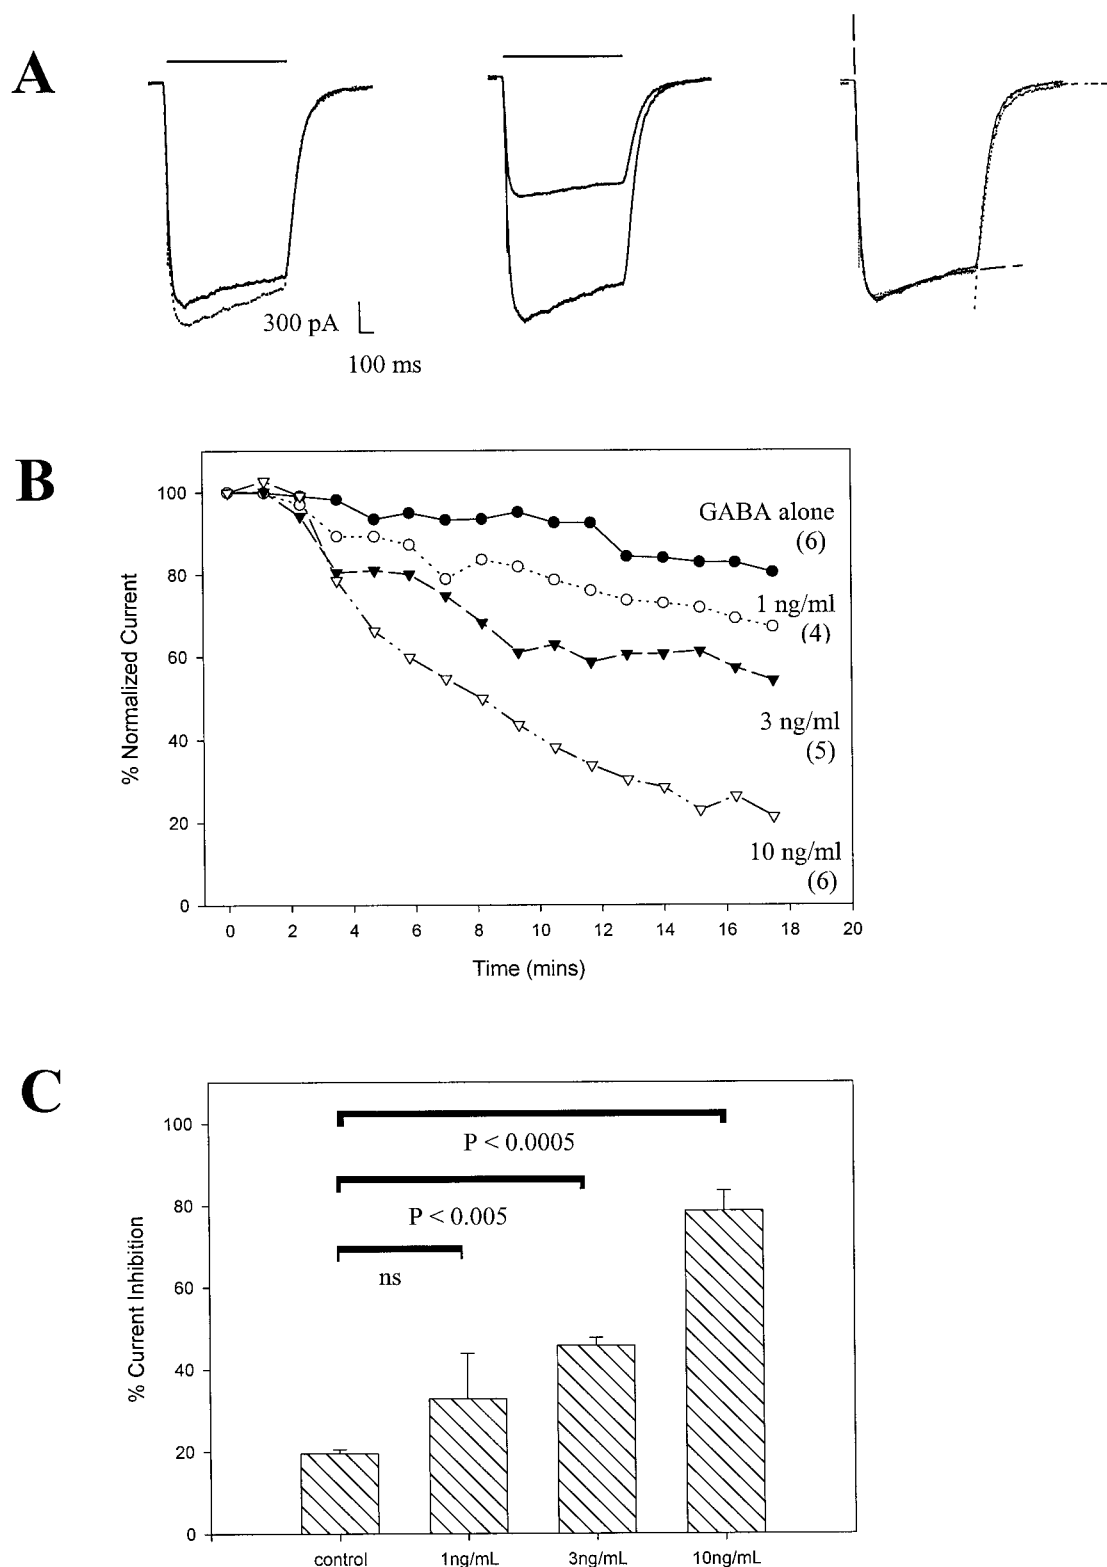 A
300 pA
100 ms
B
100
80
60
40
20
0
% Normalized Current
GABA alone
(6)
1 ng/ml
(4)
3 ng/ml
(5)
10 ng/ml
(6)
0 2 4 6 8 10 12 14 16 18 20
Time (mins)
C
100
80
60
40
20
0
% Current Inhibition
P < 0.0005
P < 0.005
ns
control 1ng/mL 3ng/mL 10ng/mL